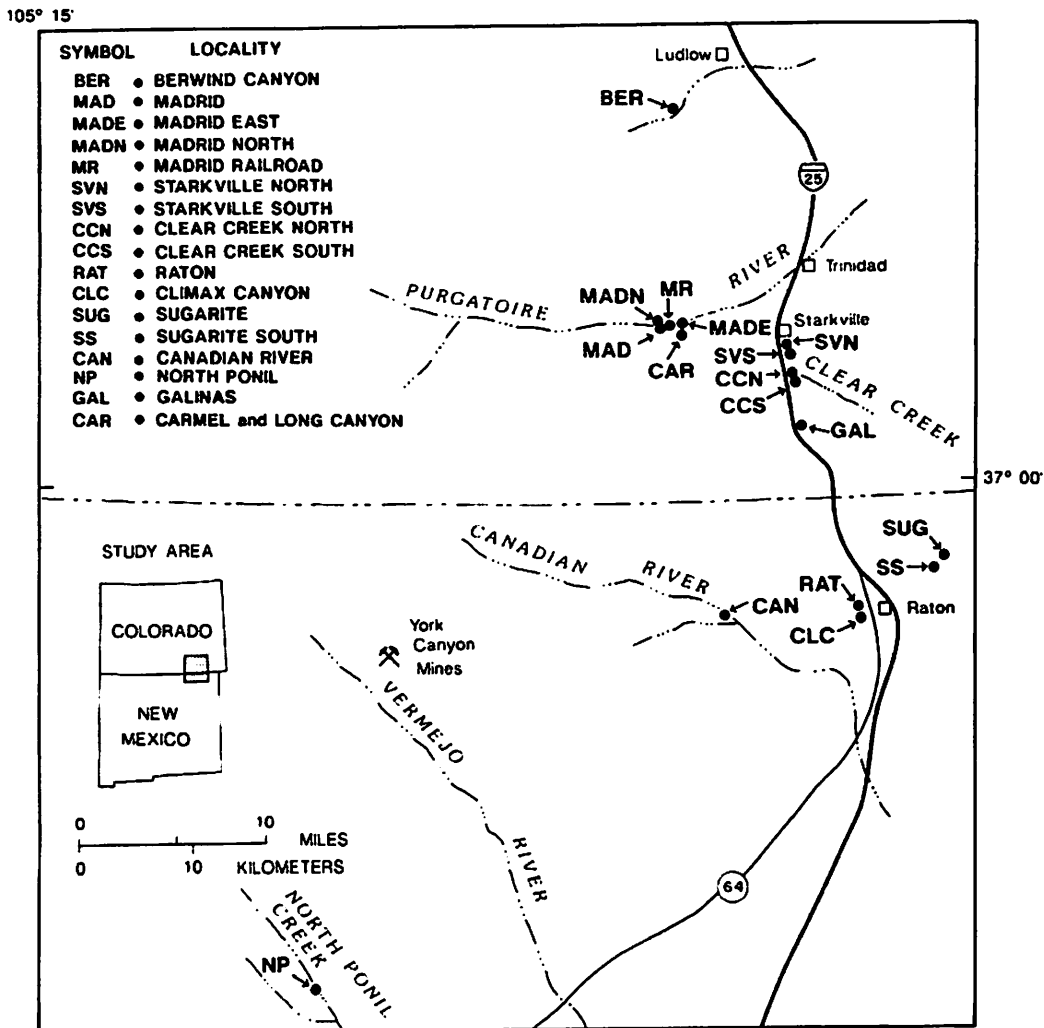 105° 15'
SYMBOL LOCALITY
BER • BERWIND CANYON
MAD • MADRID
MADE • MADRID EAST
MADN • MADRID NORTH
MR • MADRID RAILROAD
SVN • STARKVILLE NORTH
SVS • STARKVILLE SOUTH
CCN • CLEAR CREEK NORTH
CCS • CLEAR CREEK SOUTH
RAT • RATON
CLC • CLIMAX CANYON
SUG • SUGARITE
SS • SUGARITE SOUTH
CAN • CANADIAN RIVER
NP • NORTH PONIL
GAL • GALINAS
CAR • CARMEL and LONG CANYON
Ludlow
BER
25
Trinidad
PURGATOIRE RIVER
MADN
MR
MADE
MAD
CAR
Starkville
SVN
SVS
CCN
CCS
CLEAR CREEK
GAL
37° 00'
SUG
SS
CANADIAN RIVER
CAN
RAT
CLC
Raton
STUDY AREA
COLORADO
NEW
MEXICO
York
Canyon
Mines
VERMEJO RIVER
0 10
MILES
0 10
KILOMETERS
64
NORTH PONIL
CREEK
NP